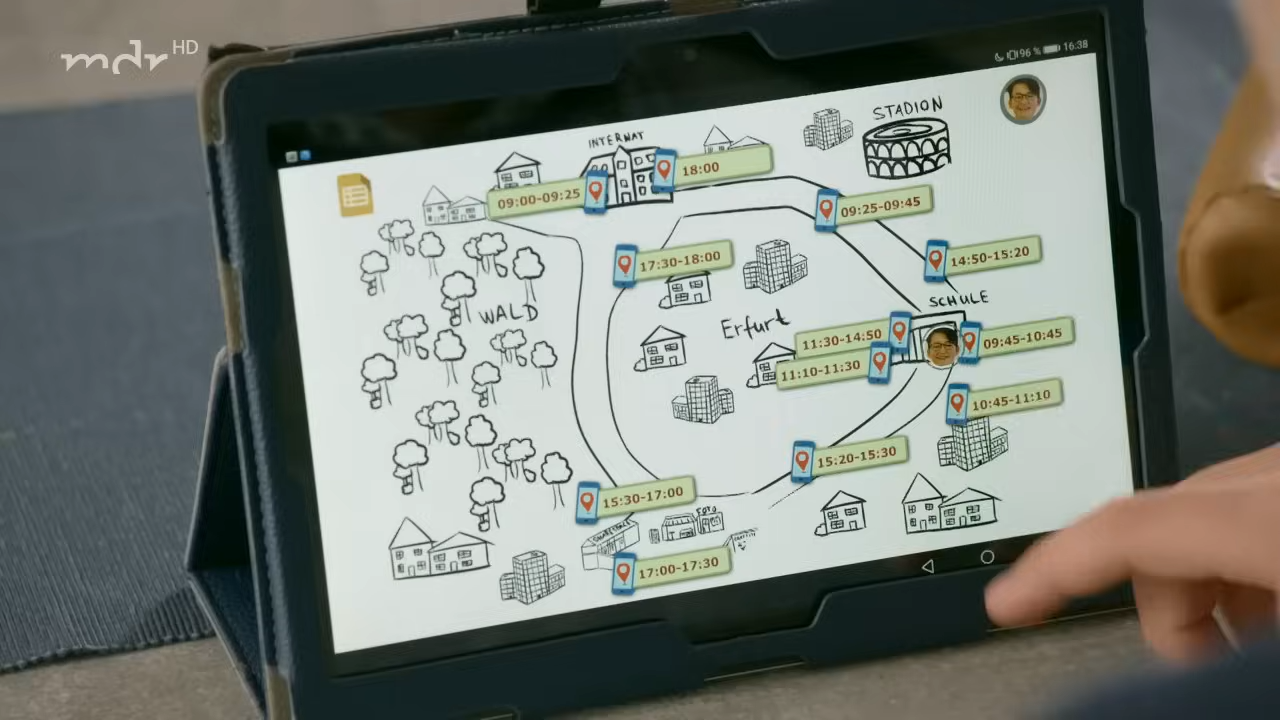 mdr HD
96 % 16:38
STADION
INTERNAT
18:00
09:00-09:25
09:25-09:45
17:30-18:00
14:50-15:20
WALD
Erfurt
SCHULE
11:30-14:50
09:45-10:45
11:10-11:30
10:45-11:10
15:20-15:30
15:30-17:00
FOTO
17:00-17:30